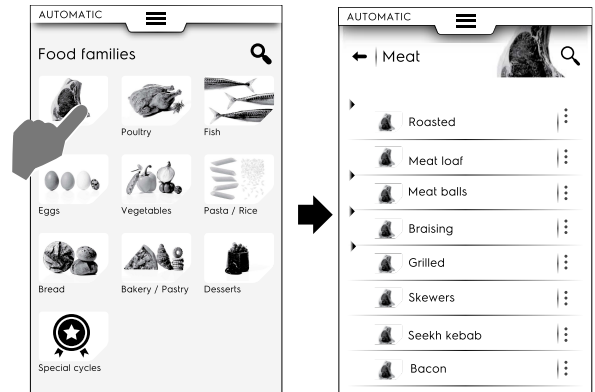 AUTOMATIC
Food families
Poultry
Fish
Eggs
Vegetables
Pasta / Rice
Bread
Bakery / Pastry
Desserts
Special cycles
AUTOMATIC
Meat
Roasted
Meat loaf
Meat balls
Braising
Grilled
Skewers
Seekh kebab
Bacon